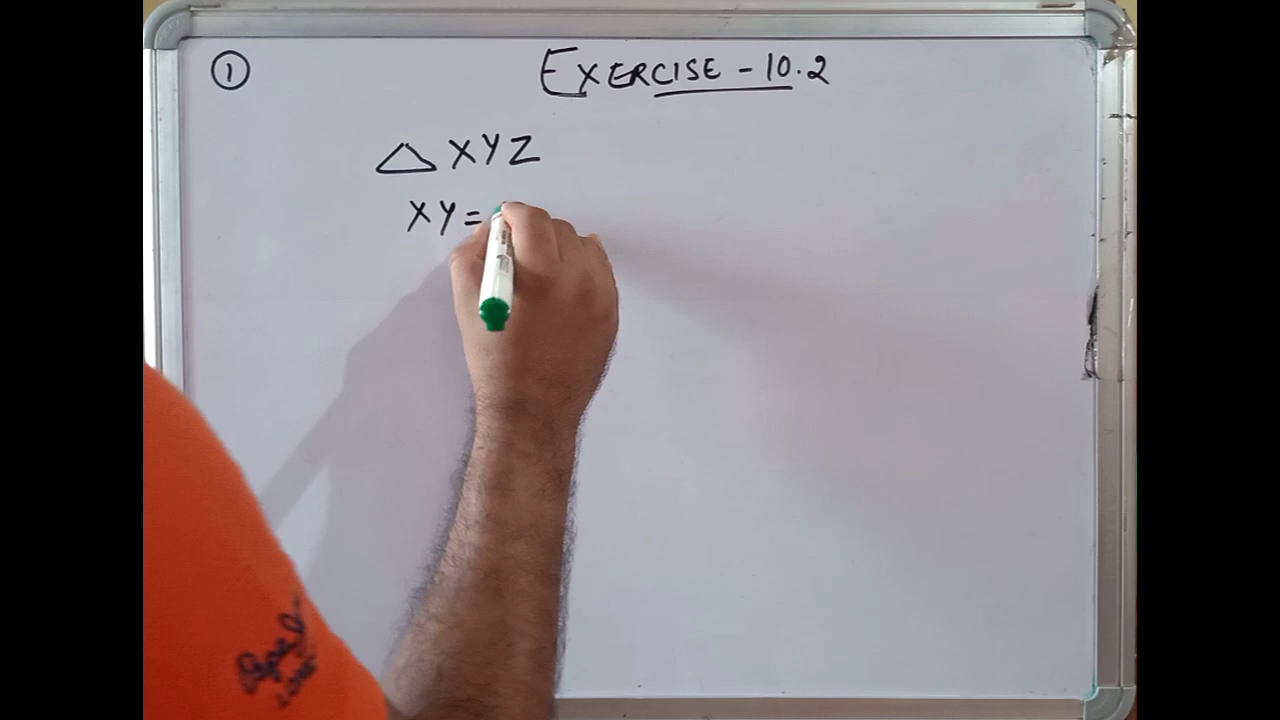 ① EXERCISE - 10.2
△ XYZ
XY =